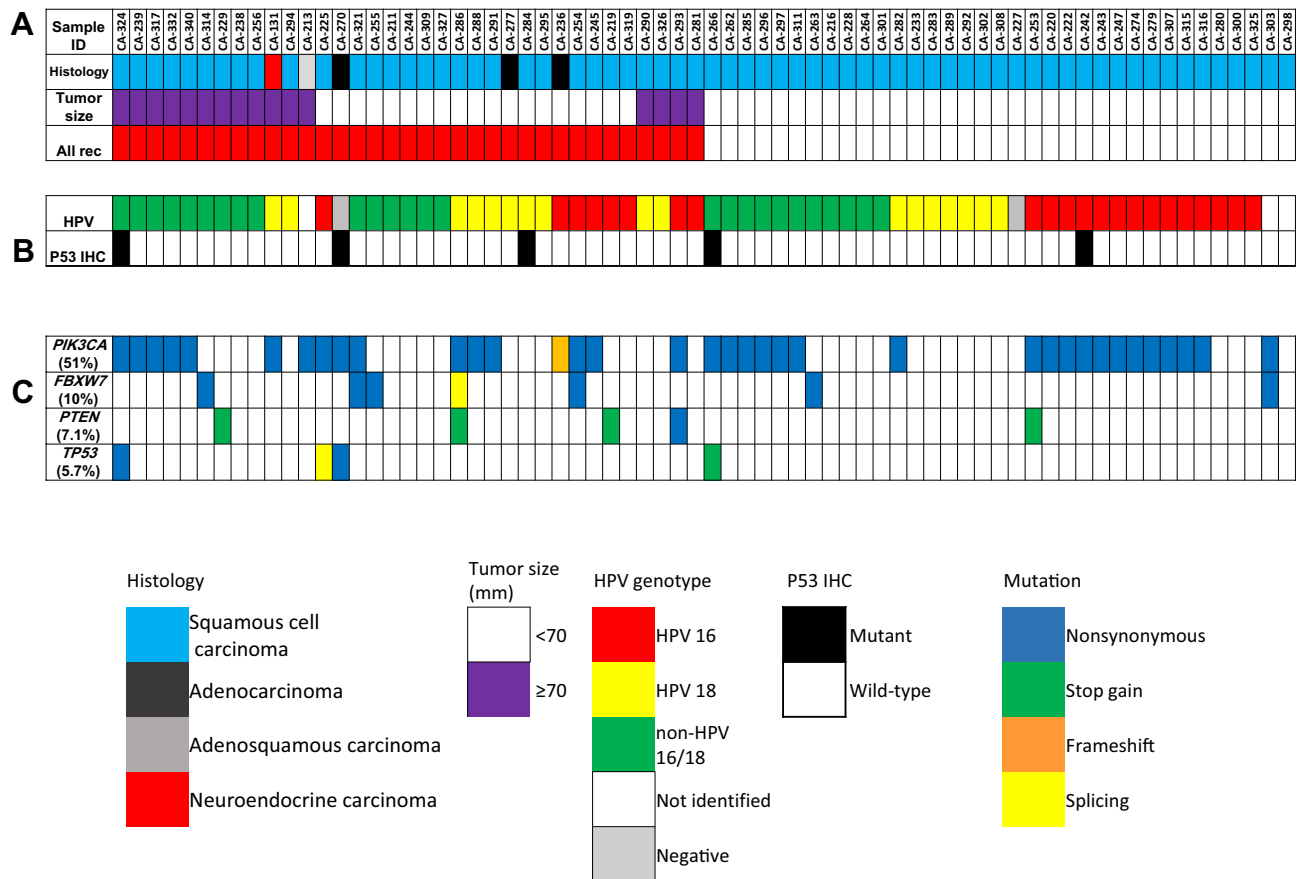 A
Sample
ID
CA-324
CA-239
CA-317
CA-332
CA-340
CA-314
CA-229
CA-238
CA-256
CA-131
CA-294
CA-213
CA-225
CA-270
CA-321
CA-255
CA-211
CA-244
CA-309
CA-327
CA-286
CA-288
CA-291
CA-277
CA-284
CA-295
CA-236
CA-254
CA-245
CA-219
CA-319
CA-290
CA-326
CA-293
CA-281
CA-266
CA-262
CA-285
CA-296
CA-297
CA-311
CA-263
CA-216
CA-228
CA-264
CA-301
CA-282
CA-233
CA-283
CA-289
CA-292
CA-302
CA-308
CA-227
CA-253
CA-220
CA-222
CA-242
CA-243
CA-247
CA-274
CA-279
CA-307
CA-315
CA-316
CA-280
CA-300
CA-325
CA-303
CA-298
Histology
Tumor
size
All rec
B
HPV
P53 IHC
C
PIK3CA
(51%)
FBXW7
(10%)
PTEN
(7.1%)
TP53
(5.7%)
Histology
Squamous cell
carcinoma
Adenocarcinoma
Adenosquamous carcinoma
Neuroendocrine carcinoma
Tumor size
(mm)
<70
≥70
HPV genotype
HPV 16
HPV 18
non-HPV
16/18
Not identified
Negative
P53 IHC
Mutant
Wild-type
Mutation
Nonsynonymous
Stop gain
Frameshift
Splicing